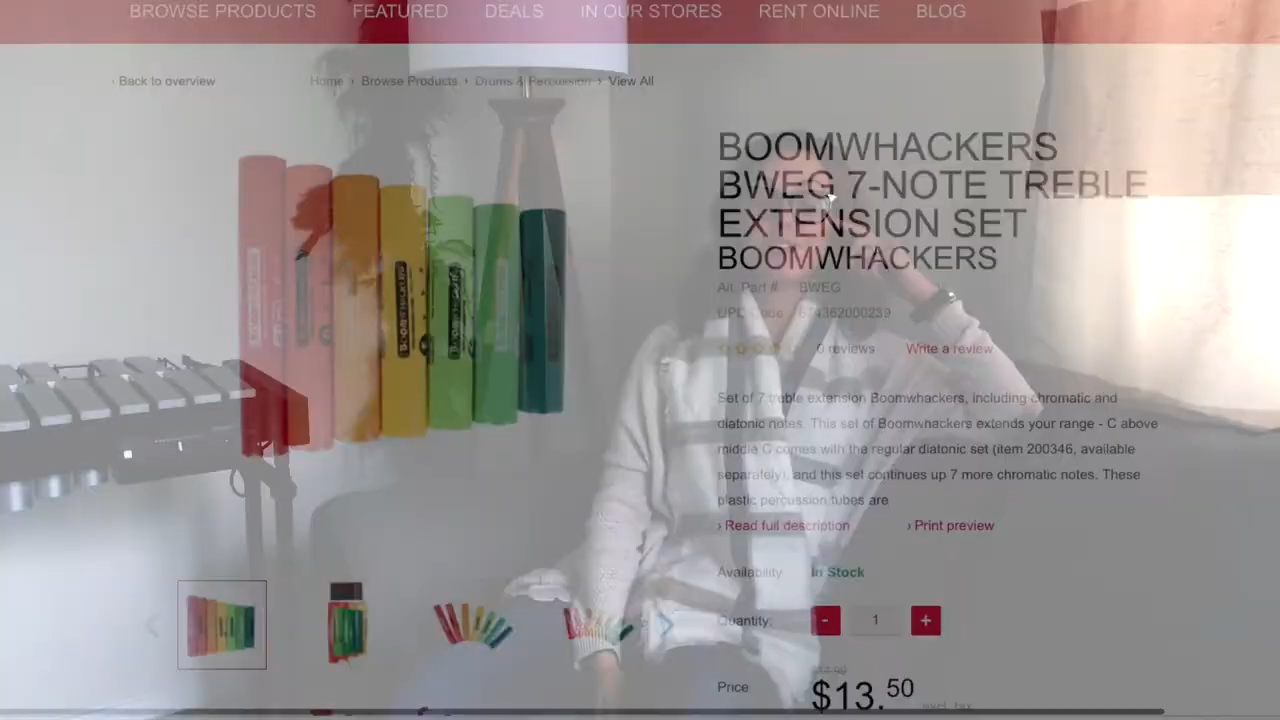 BROWSE PRODUCTS FEATURED DEALS IN OUR STORES RENT ONLINE BLOG
‹ Back to overview Home › Browse Products › Drums & Percussion › View All
BOOMWHACKERS
BWEG 7-NOTE TREBLE
EXTENSION SET
BOOMWHACKERS
Alt. Part # BWEG
UPC Code 674362000239
0 reviews Write a review
Set of 7 treble extension Boomwhackers, including chromatic and
diatonic notes. This set of Boomwhackers extends your range - C above
middle C comes with the regular diatonic set (item 200346, available
separately), and this set continues up 7 more chromatic notes. These
plastic percussion tubes are
› Read full description › Print preview
Availability In Stock
Quantity: - 1 +
Price $13.50